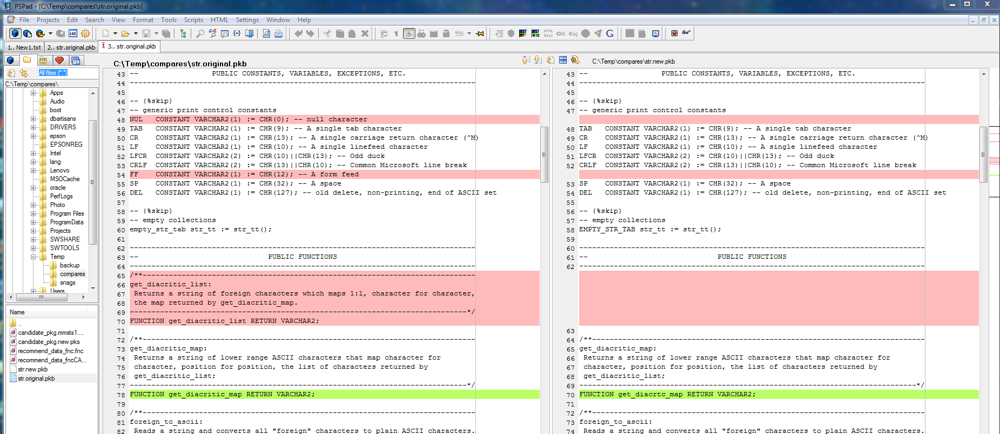 PSPad - [C:\Temp\compares\str.original.pkb]
File Projects Edit Search View Format Tools Scripts HTML Settings Window Help
1.. New1.txt 2.. str.original.pkb 3.. str.original.pkb
All files (*.*)
C:\Temp\compares\
Apps
Audio
boot
dbartisans
DRIVERS
epson
EPSONREG
Intel
lang
Lenovo
MSOCache
oracle
PerfLogs
Photo
Program Files
ProgramData
Projects
SWSHARE
SWTOOLS
Temp
backup
compares
snags
Users
Name
..
candidate_pkg.mmsts1....
candidate_pkg.new.pks
recommend_data_fnc.fnc
recommend_data_fncCA...
str.new.pkb
str.original.pkb
C:\Temp\compares\str.original.pkb
43 -- PUBLIC CONSTANTS, VARIABLES, EXCEPTIONS, ETC.
44 --------------------------------------------------------------------------------
45
46 -- {%skip}
47 -- generic print control constants
48 NUL CONSTANT VARCHAR2(1) := CHR(0); -- null character
49 TAB CONSTANT VARCHAR2(1) := CHR(9); -- A single tab character
50 CR CONSTANT VARCHAR2(1) := CHR(13); -- A single carriage return character (^M)
51 LF CONSTANT VARCHAR2(1) := CHR(10); -- A single linefeed character
52 LFCR CONSTANT VARCHAR2(2) := CHR(10)||CHR(13); -- Odd duck
53 CRLF CONSTANT VARCHAR2(2) := CHR(13)||CHR(10); -- Common Microsoft line break
54 FF CONSTANT VARCHAR2(1) := CHR(12); -- A form feed
55 SP CONSTANT VARCHAR2(1) := CHR(32); -- A space
56 DEL CONSTANT VARCHAR2(1) := CHR(127); -- old delete, non-printing, end of ASCII set
57
58 -- {%skip}
59 -- empty collections
60 empty_str_tab str_tt := str_tt();
61
62 --------------------------------------------------------------------------------
63 -- PUBLIC FUNCTIONS
64 --------------------------------------------------------------------------------
65 /**-----------------------------------------------------------------------------
66 get_diacritic_list:
67 Returns a string of foreign characters which maps 1:1, character for character,
68 the map returned by get_diacritic_map.
69 ------------------------------------------------------------------------------*/
70 FUNCTION get_diacritic_list RETURN VARCHAR2;
71
72 /**-----------------------------------------------------------------------------
73 get_diacritic_map:
74 Returns a string of lower range ASCII characters that map character for
75 character, position for position, the list of characters returned by
76 get_diacritic_list;
77 ------------------------------------------------------------------------------*/
78 FUNCTION get_diacritic_map RETURN VARCHAR2;
79
80 /**-----------------------------------------------------------------------------
81 foreign_to_ascii:
82 Reads a string and converts all "foreign" characters to plain ASCII characters.
C:\Temp\compares\str.new.pkb
43 -- PUBLIC CONSTANTS, VARIABLES, EXCEPTIONS, ETC.
44 --------------------------------------------------------------------------------
45
46 -- {%skip}
47 -- generic print control constants
48 TAB CONSTANT VARCHAR2(1) := CHR(9); -- A single tab character
49 CR CONSTANT VARCHAR2(1) := CHR(13); -- A single carriage return character (^M)
50 LF CONSTANT VARCHAR2(1) := CHR(10); -- A single linefeed character
51 LFCR CONSTANT VARCHAR2(2) := CHR(10)||CHR(13); -- Odd duck
52 CRLF CONSTANT VARCHAR2(2) := CHR(13)||CHR(10); -- Common Microsoft line break
53 SP CONSTANT VARCHAR2(1) := CHR(32); -- A space
54 DEL CONSTANT VARCHAR2(1) := CHR(127); -- old delete, non-printing, end of ASCII set
55
56 -- {%skip}
57 -- empty collections
58 EMPTY_STR_TAB str_tt := str_tt();
59
60 --------------------------------------------------------------------------------
61 -- PUBLIC FUNCTIONS
62 --------------------------------------------------------------------------------
63
64 /**-----------------------------------------------------------------------------
65 get_diacritic_map:
66 Returns a string of lower range ASCII characters that map character for
67 character, position for position, the list of characters returned by
68 get_diacritic_list;
69 ------------------------------------------------------------------------------*/
70 FUNCTION get_diacrtc_map RETURN VARCHAR2;
71
72 /**-----------------------------------------------------------------------------
73 foreign_to_ascii:
74 Reads a string and converts all "foreign" characters to plain ASCII characters.